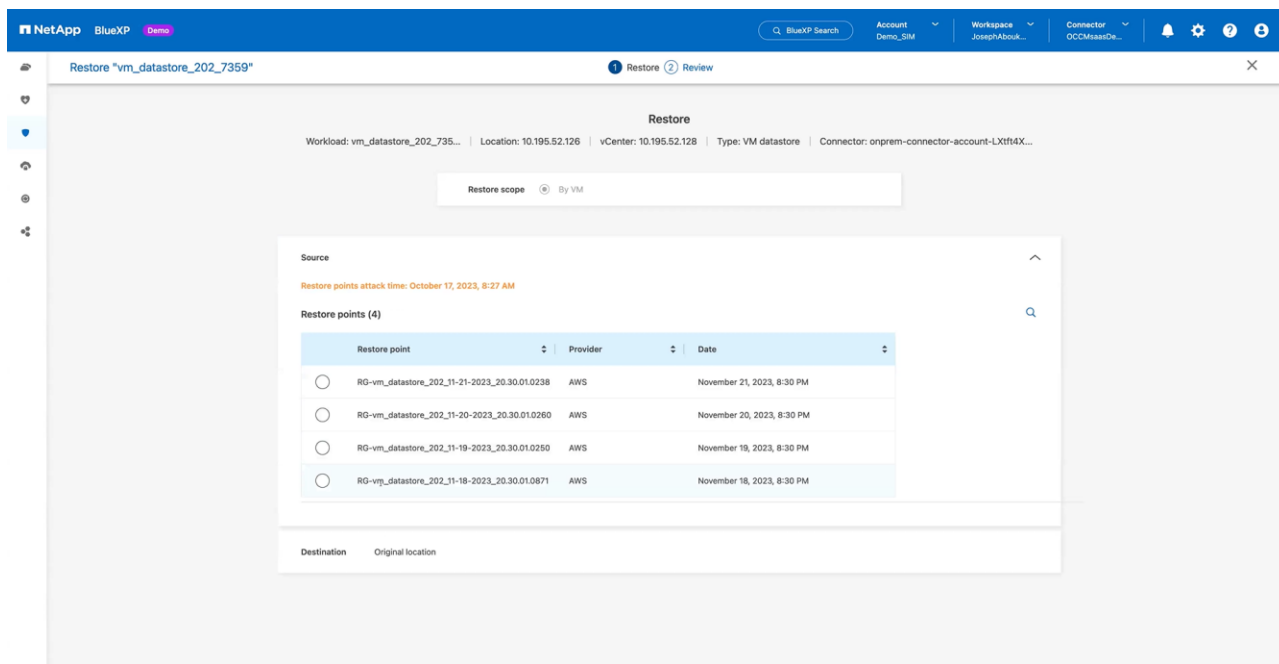 NetApp BlueXP Demo
BlueXP Search
Account
Demo_SIM
Workspace
JosephAbouk...
Connector
OCCMsaasDe...
Restore "vm_datastore_202_7359"
1 Restore 2 Review
Restore
Workload: vm_datastore_202_735... | Location: 10.195.52.126 | vCenter: 10.195.52.128 | Type: VM datastore | Connector: onprem-connector-account-LXtft4X...
Restore scope By VM
Source
Restore points attack time: October 17, 2023, 8:27 AM
Restore points (4)
Restore point Provider Date
RG-vm_datastore_202_11-21-2023_20.30.01.0238 AWS November 21, 2023, 8:30 PM
RG-vm_datastore_202_11-20-2023_20.30.01.0260 AWS November 20, 2023, 8:30 PM
RG-vm_datastore_202_11-19-2023_20.30.01.0250 AWS November 19, 2023, 8:30 PM
RG-vm_datastore_202_11-18-2023_20.30.01.0871 AWS November 18, 2023, 8:30 PM
Destination Original location